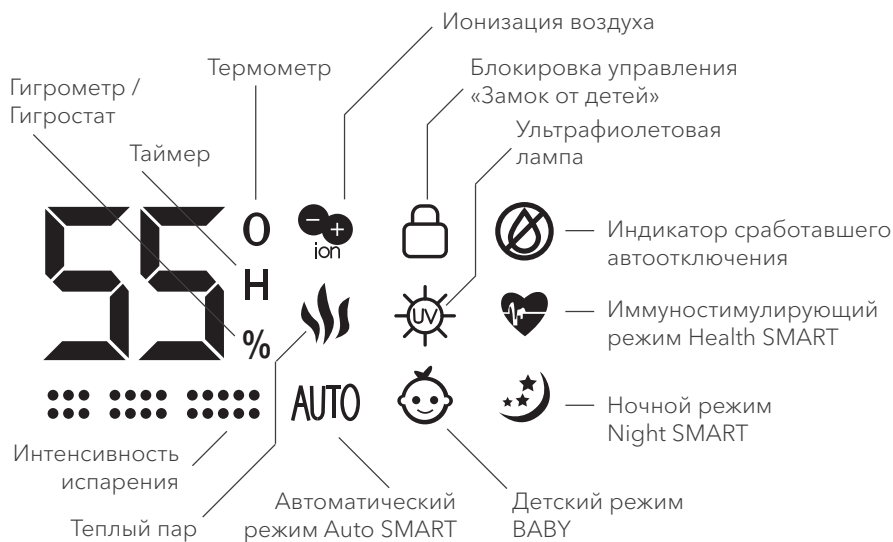 Ионизация воздуха
Термометр
Блокировка управления
«Замок от детей»
Гигрометр /
Гигростат
Ультрафиолетовая
лампа
Таймер
55
O
H
%
ion
UV
AUTO
Индикатор сработавшего
автоотключения
Иммуностимулирующий
режим Health SMART
Ночной режим
Night SMART
Интенсивность
испарения
Теплый пар
Автоматический
режим Auto SMART
Детский режим
BABY